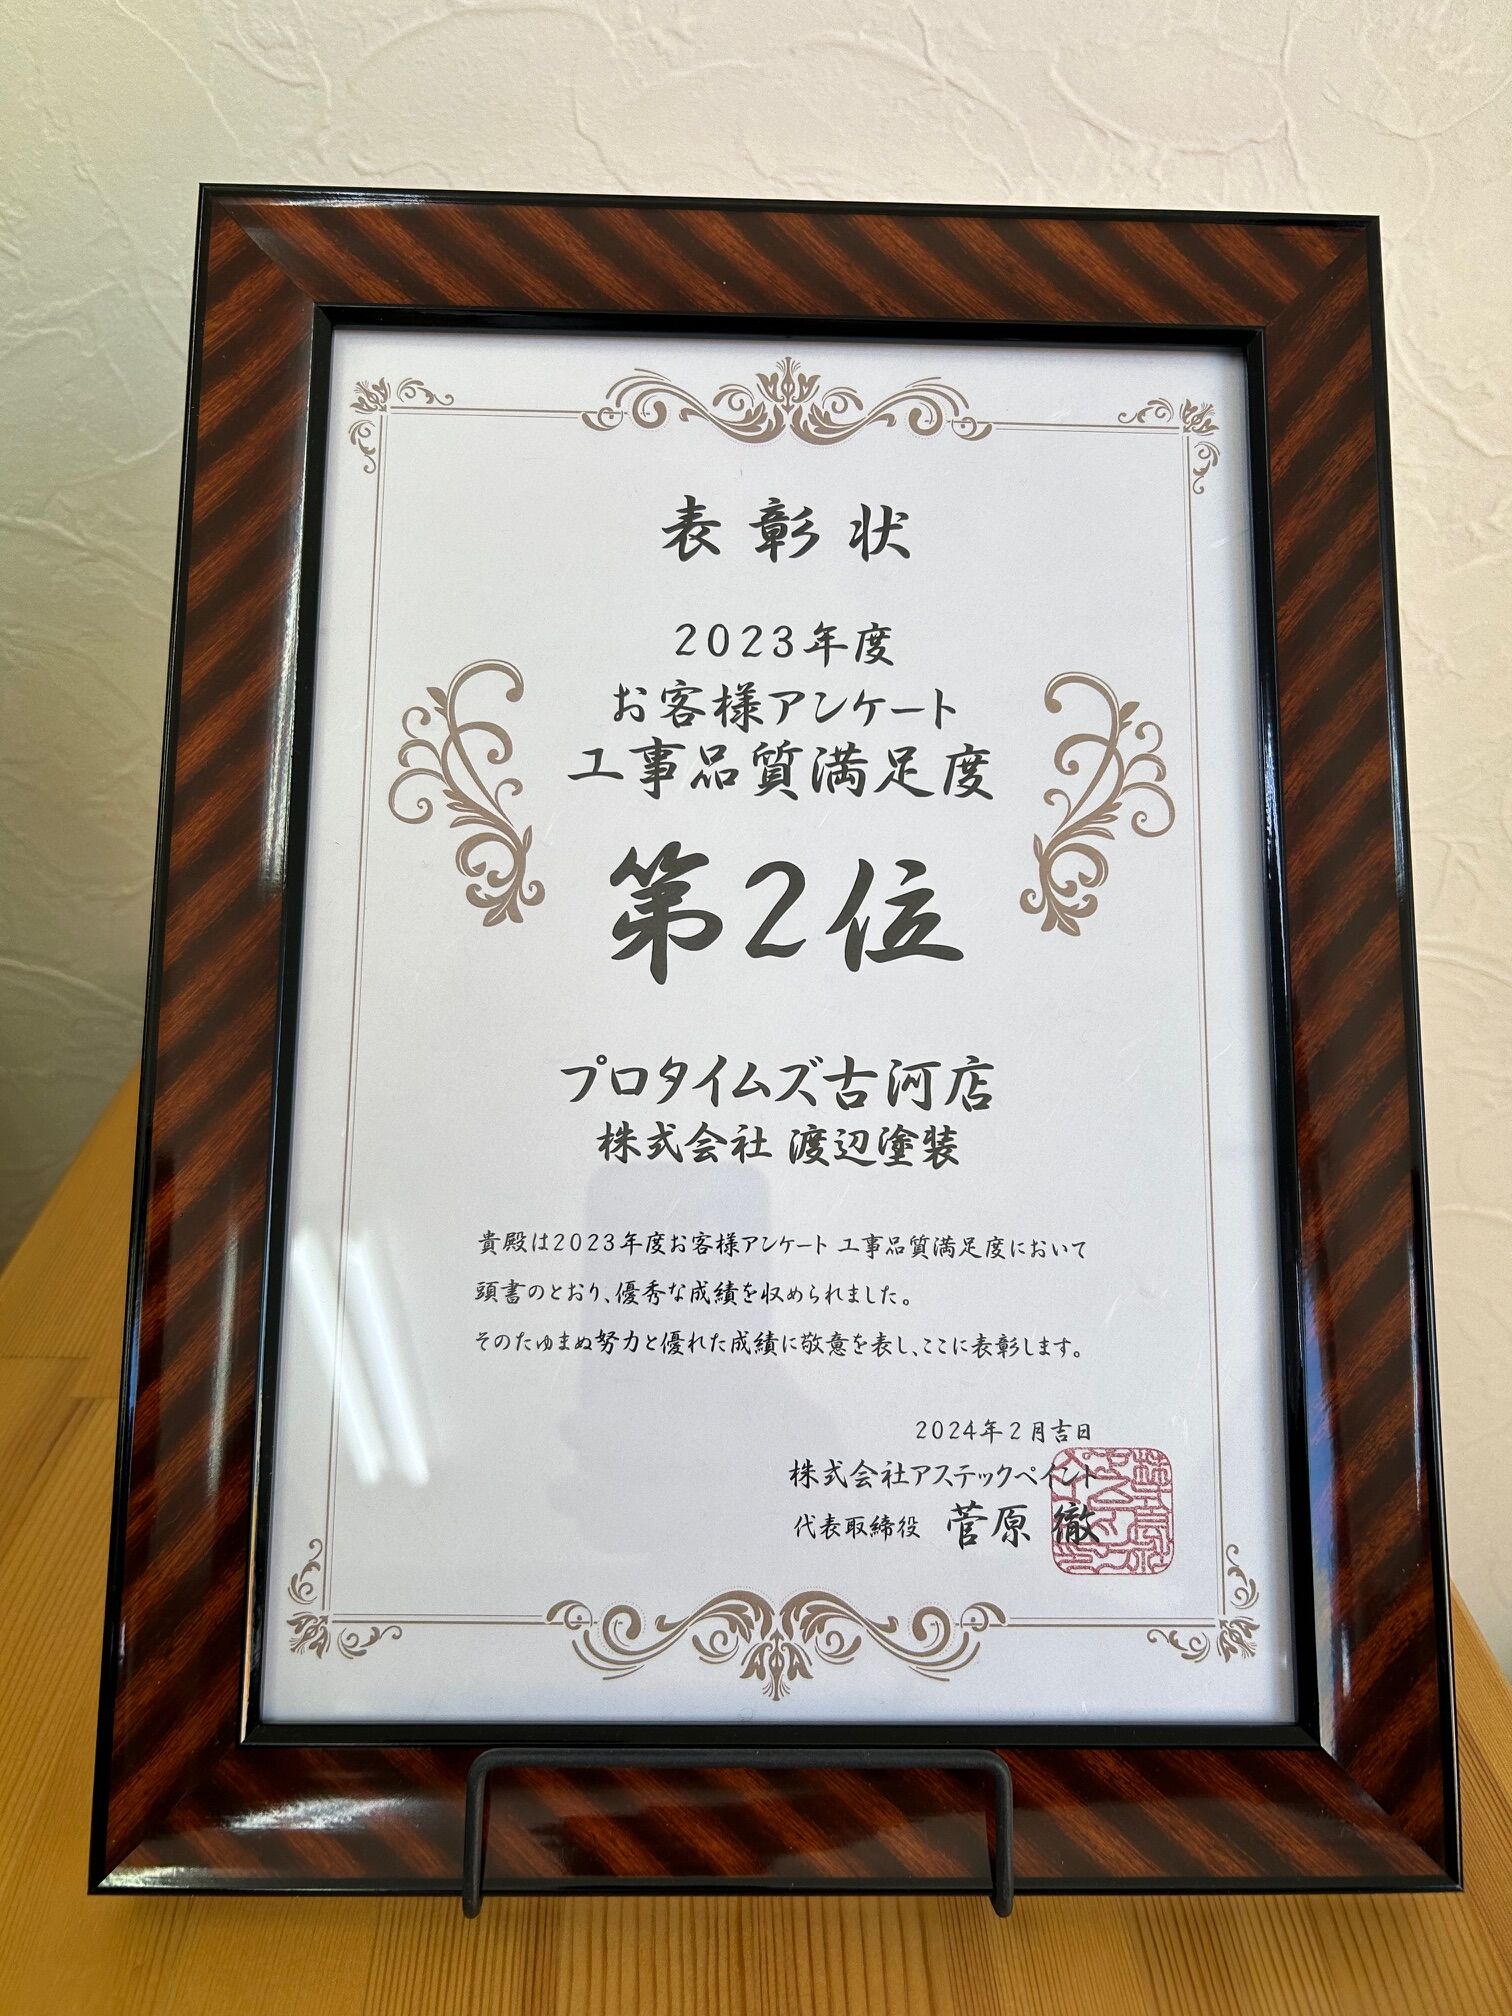 表彰状
2023年度
お客様アンケート
工事品質満足度
第2位
プロタイムズ古河店
株式会社 渡辺塗装
貴殿は2023年度お客様アンケート 工事品質満足度において
頭書のとおり、優秀な成績を収められました。
そのたゆまぬ努力と優れた成績に敬意を表し、ここに表彰します。
2024年2月吉日
株式会社アステックペイント
代表取締役 菅原 徹